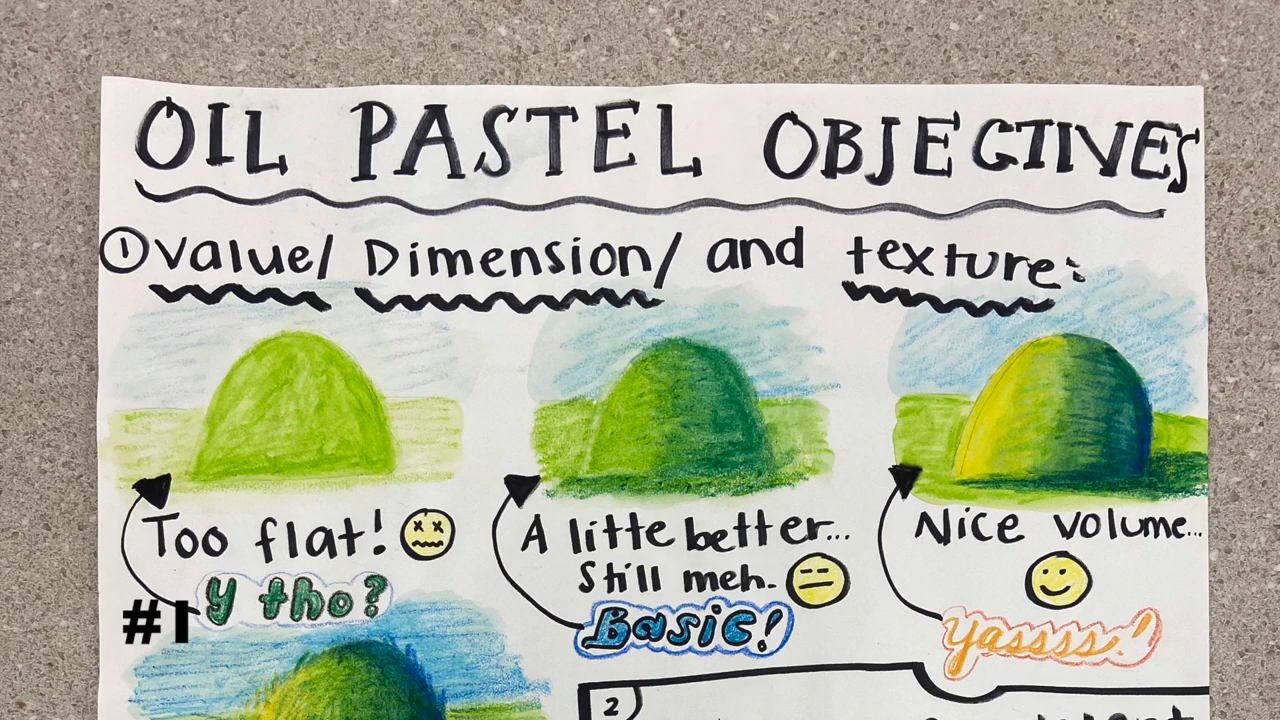 OIL PASTEL OBJECTIVES
① Value/ Dimension/ and texture:
Too flat!
y tho?
A litte better...
Still meh.
Basic!
Nice volume...
yassss!
#1
2